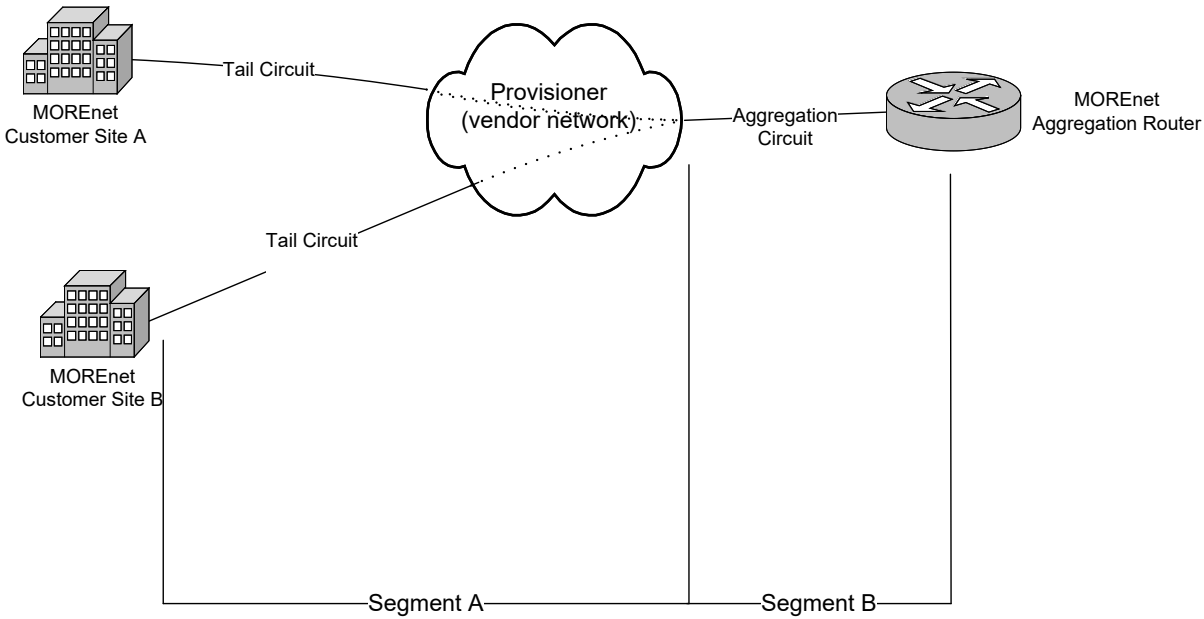 Tail Circuit
MOREnet
Customer Site A
Provisioner
(vendor network)
Aggregation
Circuit
MOREnet
Aggregation Router
Tail Circuit
MOREnet
Customer Site B
Segment A
Segment B